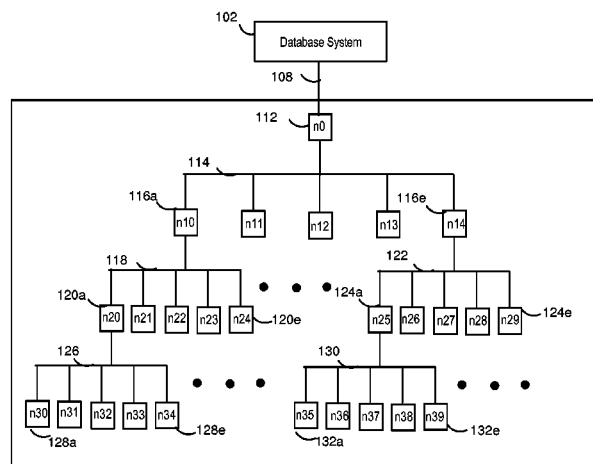 102
Database System
108
112
n0
114
116a
116e
n10
n11
n12
n13
n14
118
122
120a
124a
n20
n21
n22
n23
n24
120e
n25
n26
n27
n28
n29
124e
126
130
n30
n31
n32
n33
n34
n35
n36
n37
n38
n39
128a
128e
132a
132e